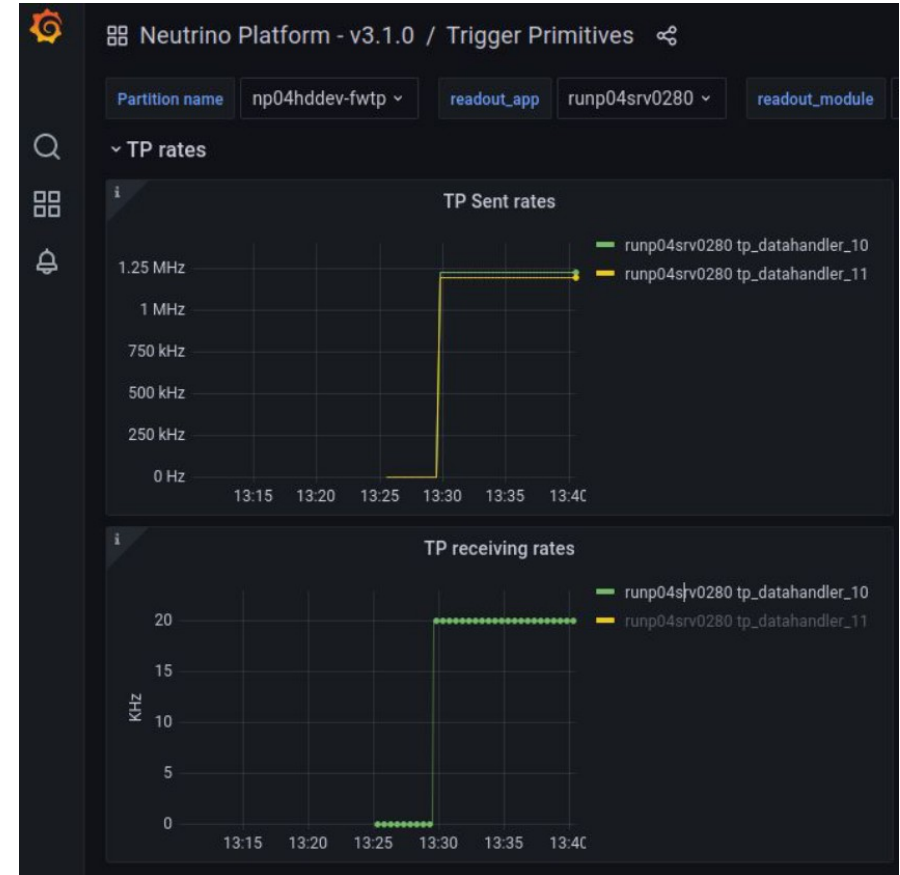 Neutrino Platform - v3.1.0 / Trigger Primitives
Partition name np04hddev-fwtp readout_app runp04srv0280 readout_module
TP rates
i
TP Sent rates
1.25 MHz
1 MHz
750 kHz
500 kHz
250 kHz
0 Hz
13:15 13:20 13:25 13:30 13:35 13:40
runp04srv0280 tp_datahandler_10
runp04srv0280 tp_datahandler_11
i
TP receiving rates
KHz
20
15
10
5
0
13:15 13:20 13:25 13:30 13:35 13:40
runp04srv0280 tp_datahandler_10
runp04srv0280 tp_datahandler_11